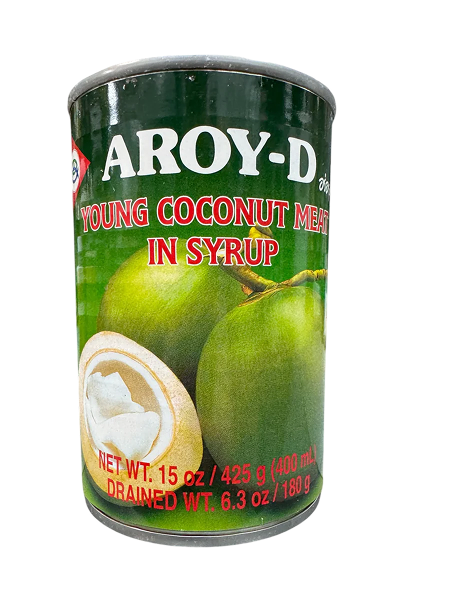 AROY-D
YOUNG COCONUT MEAT
IN SYRUP
NET WT. 15 oz / 425 g (400 mL)
DRAINED WT. 6.3 oz / 180 g